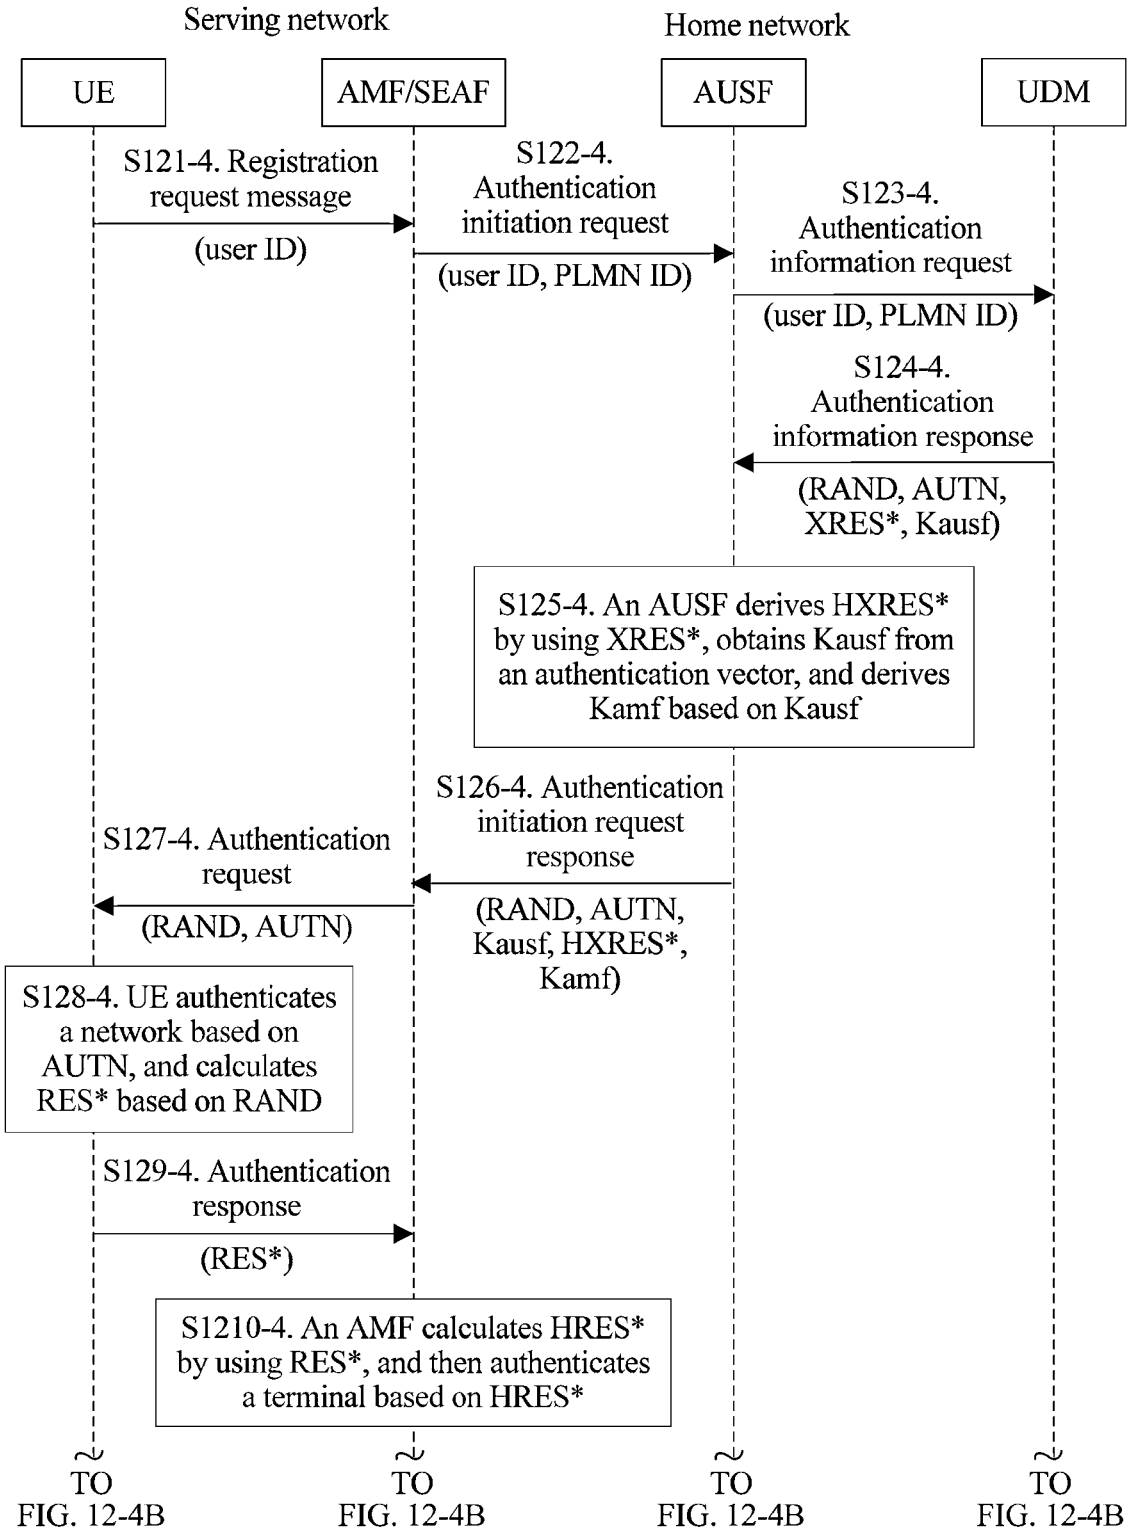 Serving network
Home network
UE
AMF/SEAF
AUSF
UDM
S121-4. Registration
request message
(user ID)
S122-4.
Authentication
initiation request
(user ID, PLMN ID)
S123-4.
Authentication
information request
(user ID, PLMN ID)
S124-4.
Authentication
information response
(RAND, AUTN,
XRES*, Kausf)
S125-4. An AUSF derives HXRES*
by using XRES*, obtains Kausf from
an authentication vector, and derives
Kamf based on Kausf
S126-4. Authentication
initiation request
response
(RAND, AUTN,
Kausf, HXRES*,
Kamf)
S127-4. Authentication
request
(RAND, AUTN)
S128-4. UE authenticates
a network based on
AUTN, and calculates
RES* based on RAND
S129-4. Authentication
response
(RES*)
S1210-4. An AMF calculates HRES*
by using RES*, and then authenticates
a terminal based on HRES*
TO
FIG. 12-4B
TO
FIG. 12-4B
TO
FIG. 12-4B
TO
FIG. 12-4B